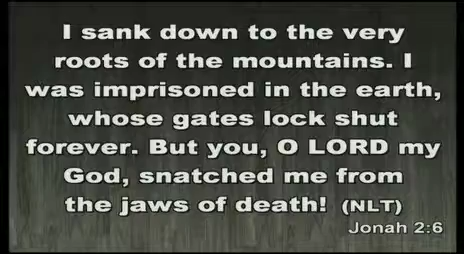 I sank down to the very
roots of the mountains. I
was imprisoned in the earth,
whose gates lock shut
forever. But you, O LORD my
God, snatched me from
the jaws of death! (NLT)
Jonah 2:6